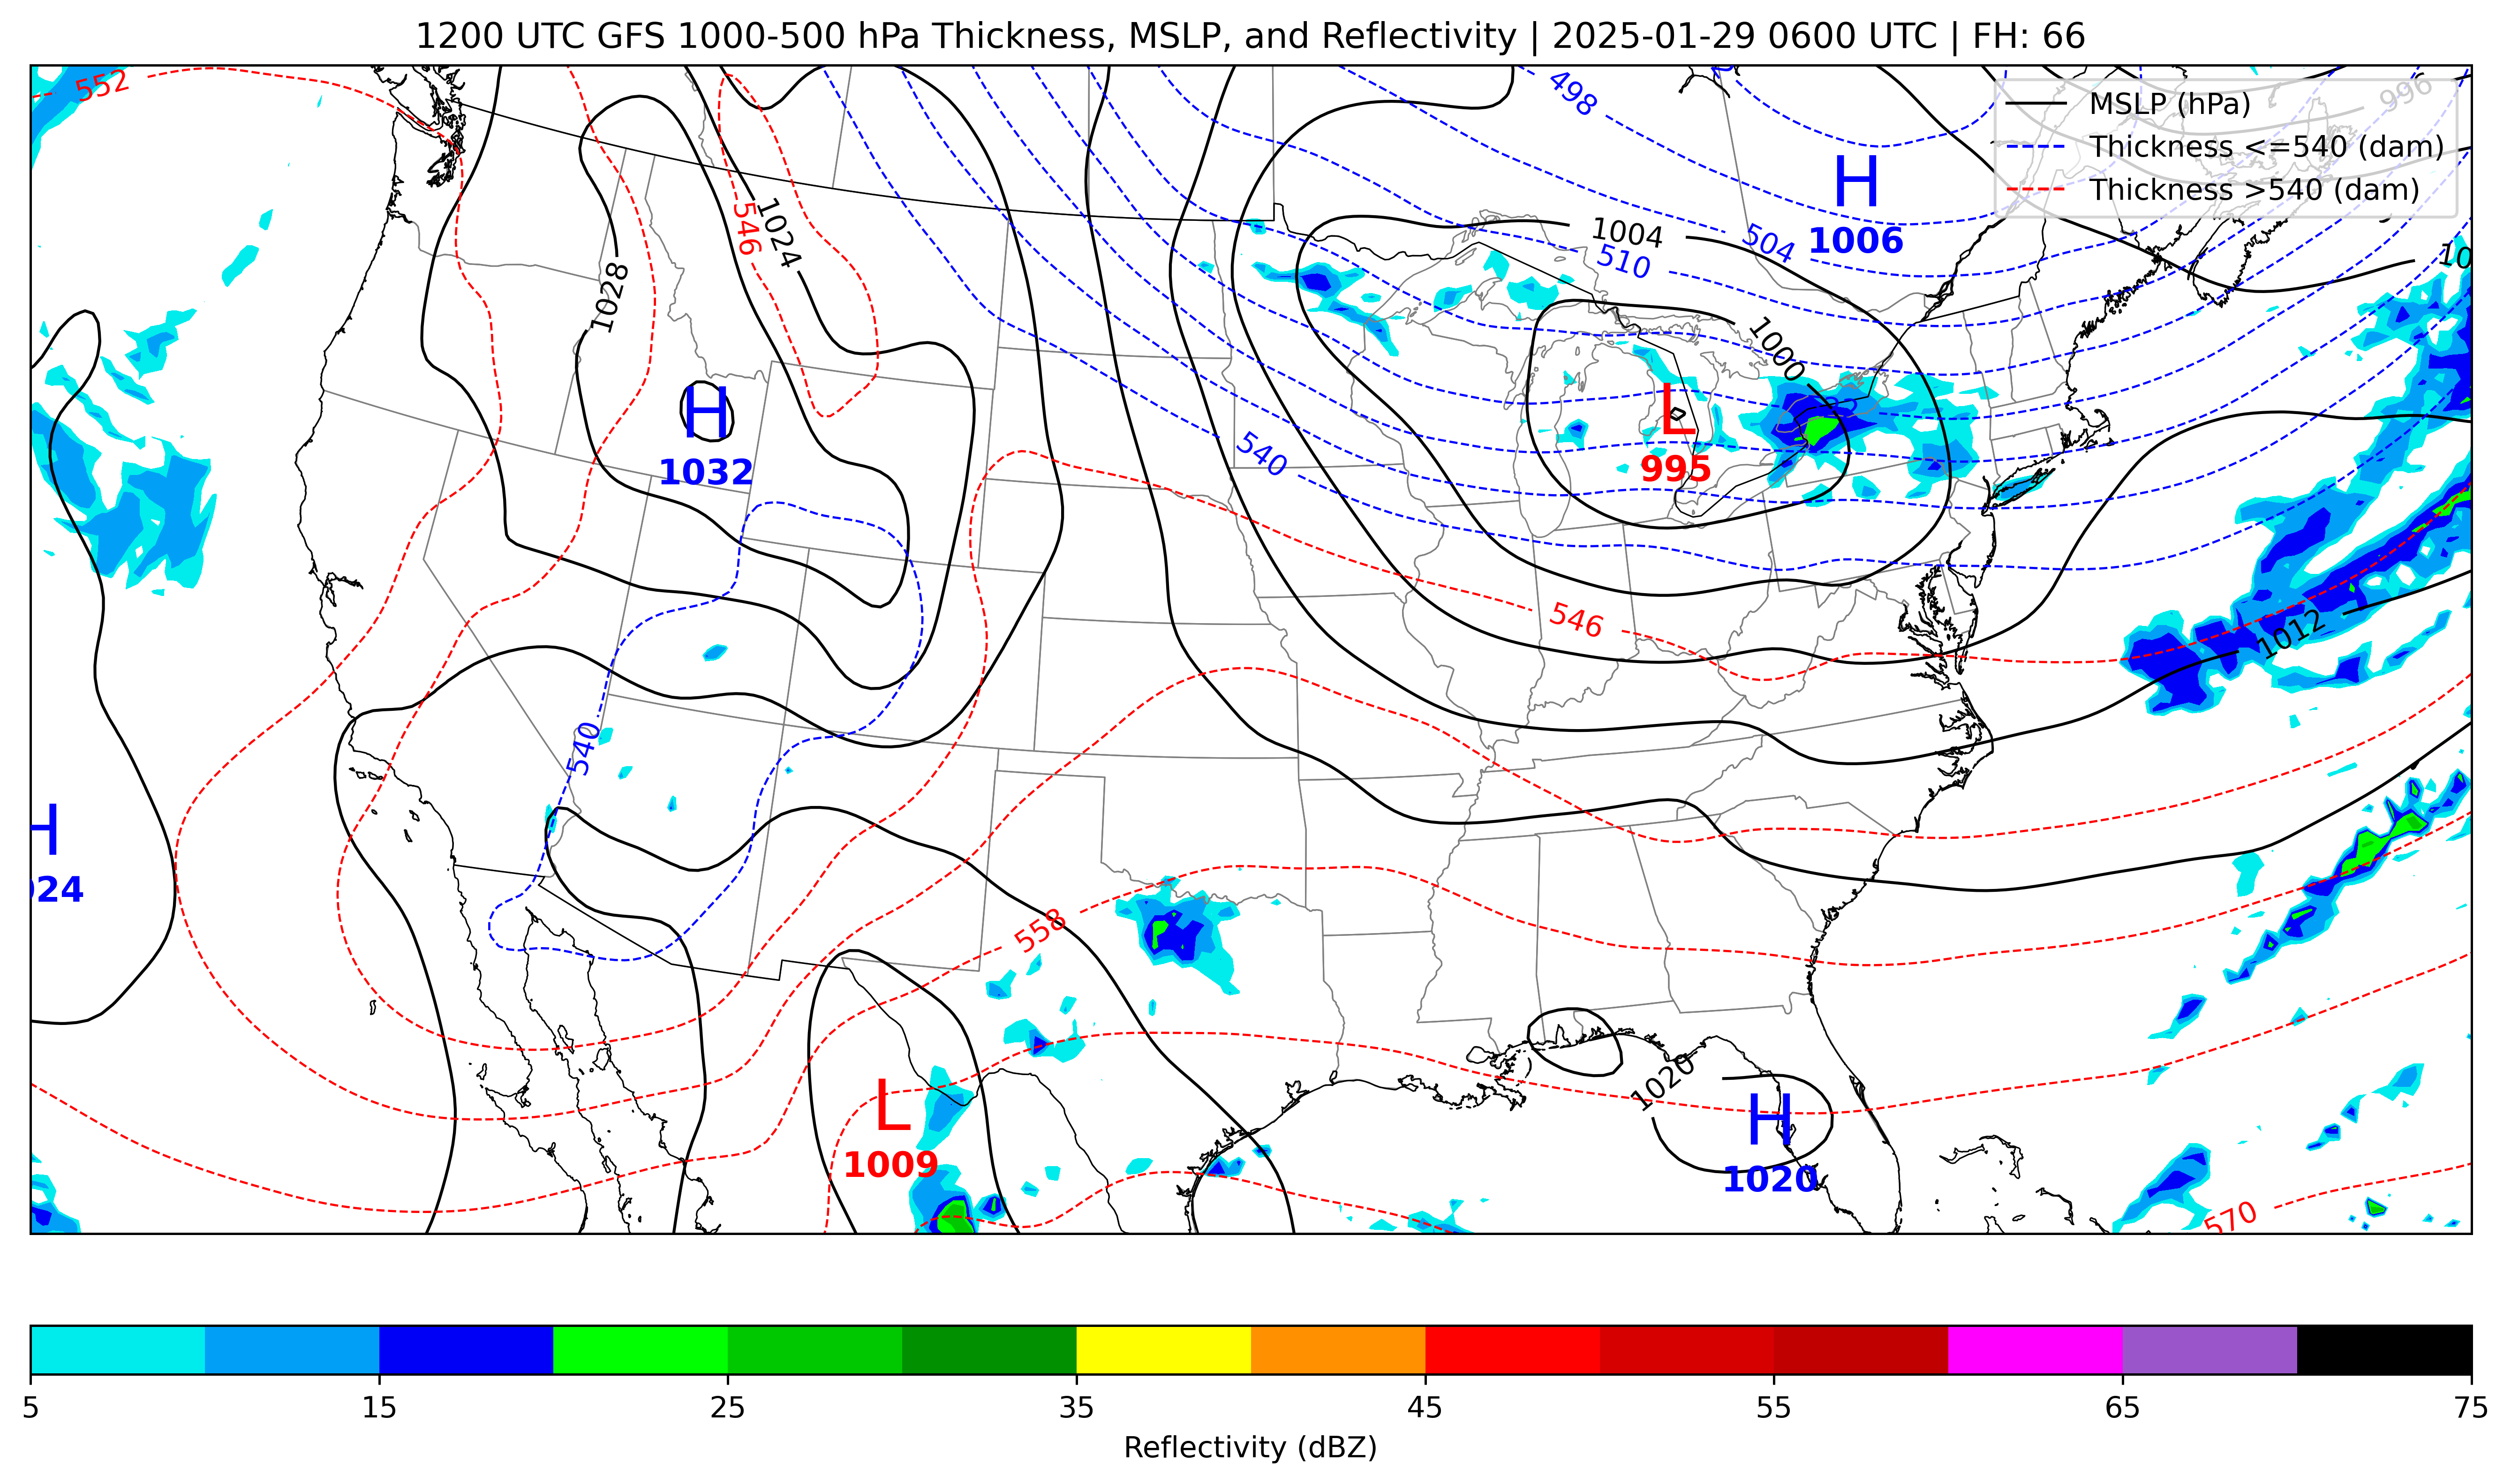 1200 UTC GFS 1000-500 hPa Thickness, MSLP, and Reflectivity | 2025-01-29 0600 UTC | FH: 66
552
498
996
MSLP (hPa)
Thickness <=540 (dam)
Thickness >540 (dam)
H
1006
1024
546
1004
504
510
10
1028
1000
H
1032
L
995
540
546
1012
540
H
024
558
L
1009
1020
H
1020
570
5
15
25
35
45
55
65
75
Reflectivity (dBZ)